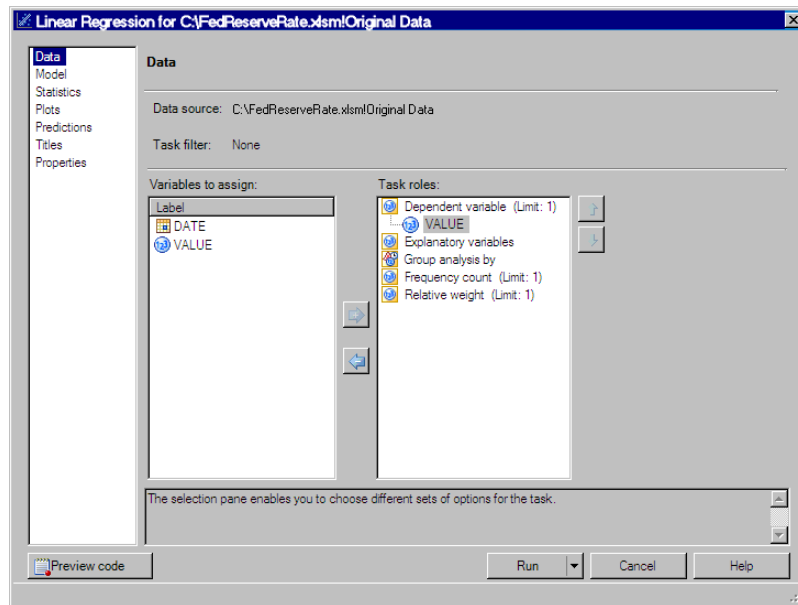 Linear Regression for C:\FedReserveRate.xlsm!Original Data
Data
Model
Statistics
Plots
Predictions
Titles
Properties
Data
Data source: C:\FedReserveRate.xlsm!Original Data
Task filter: None
Variables to assign:
Label
DATE
VALUE
Task roles:
Dependent variable (Limit: 1)
VALUE
Explanatory variables
Group analysis by
Frequency count (Limit: 1)
Relative weight (Limit: 1)
The selection pane enables you to choose different sets of options for the task.
Preview code
Run
Cancel
Help